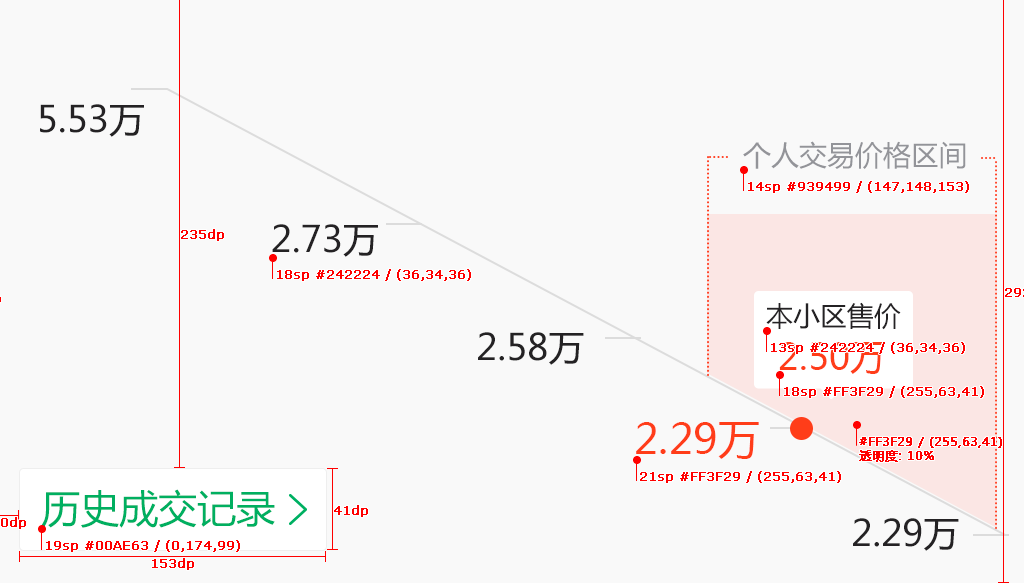 5.53万
个人交易价格区间
14sp #939499 / (147,148,153)
235dp
2.73万
18sp #242224 / (36,34,36)
本小区售价
2.58万
13sp #242224 / (36,34,36)
2.50万
18sp #FF3F29 / (255,63,41)
2.29万
#FF3F29 / (255,63,41)
透明度: 10%
21sp #FF3F29 / (255,63,41)
历史成交记录
41dp
2.29万
19sp #00AE63 / (0,174,99)
153dp